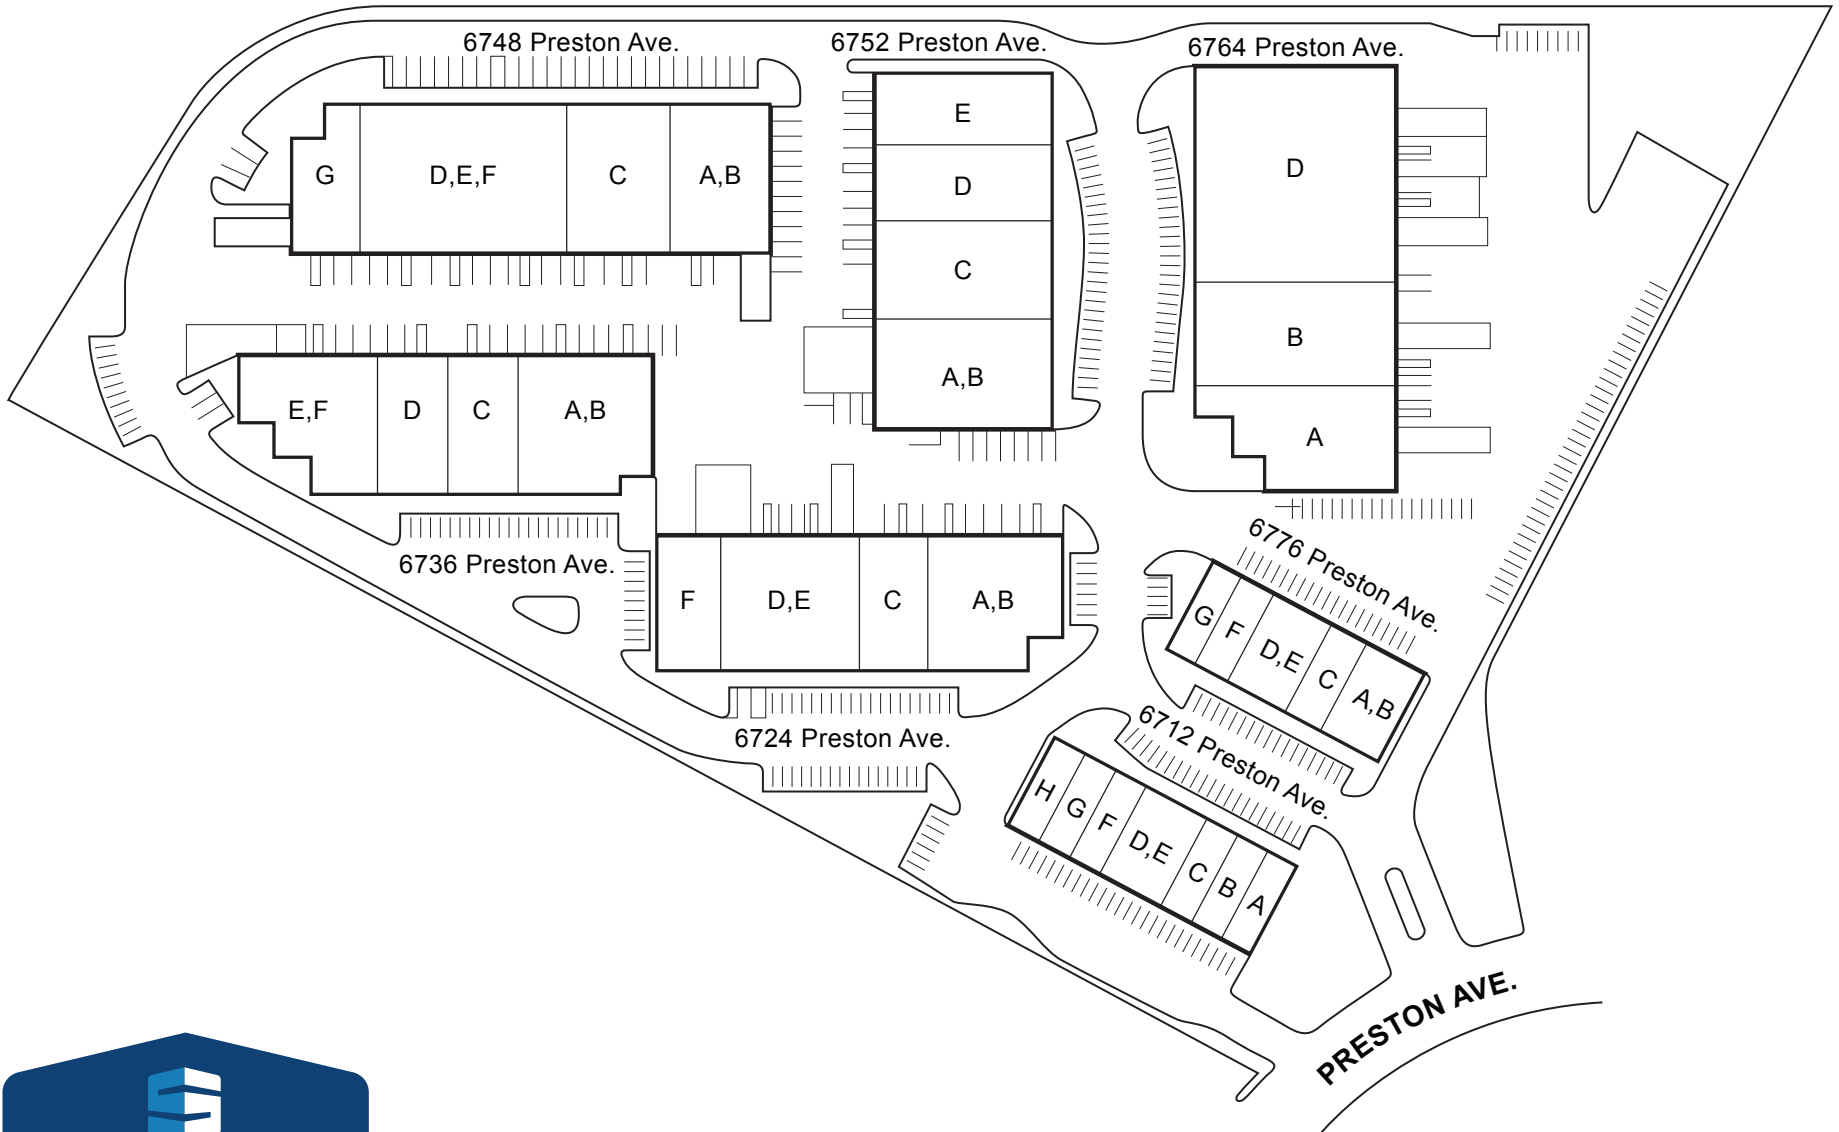 6748 Preston Ave.
6752 Preston Ave.
6764 Preston Ave.
G
D,E,F
C
A,B
E
D
C
A,B
D
B
A
E,F
D
C
A,B
6736 Preston Ave.
F
D,E
C
A,B
6724 Preston Ave.
6776 Preston Ave.
G
F
D,E
C
A,B
6712 Preston Ave.
H
G
F
D,E
C
B
A
PRESTON AVE.